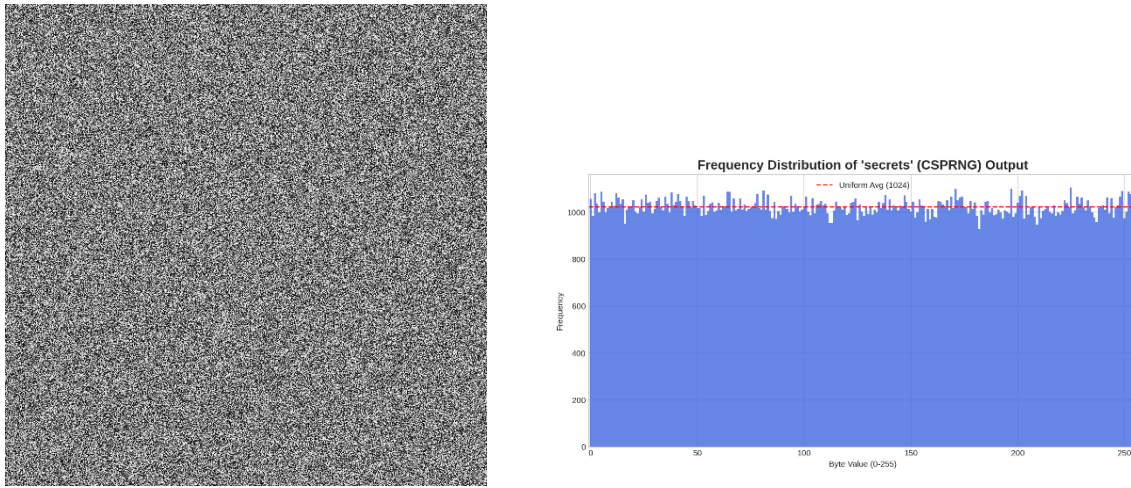 Frequency Distribution of 'secrets' (CSPRNG) Output
Uniform Avg (1024)
1000
800
600
400
200
0
Frequency
0 50 100 150 200 250
Byte Value (0-255)